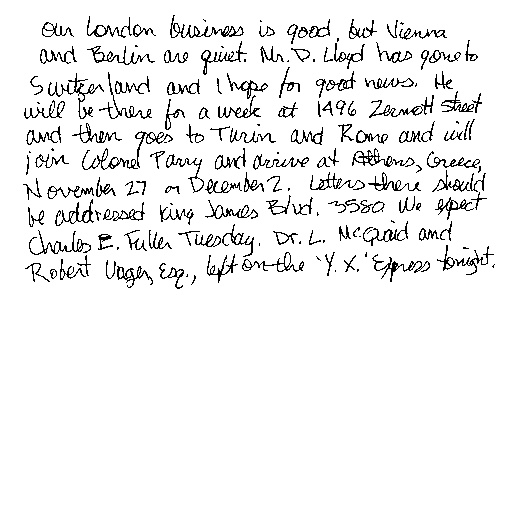 Our London business is good, but Vienna
and Berlin are quiet. Mr. D. Lloyd has gone to
Switzerland and I hope for good news. He
will be there for a week at 1496 Zermott Street
and then goes to Turin and Rome and will
join Colonel Parry and arrive at Athens, Greece,
November 27 or December 2. Letters there should
be addressed King James Blvd. 3580. We expect
Charles E. Fuller Tuesday. Dr. L. McQuaid and
Robert Unger, Esq., left on the 'Y. X.' Express tonight.